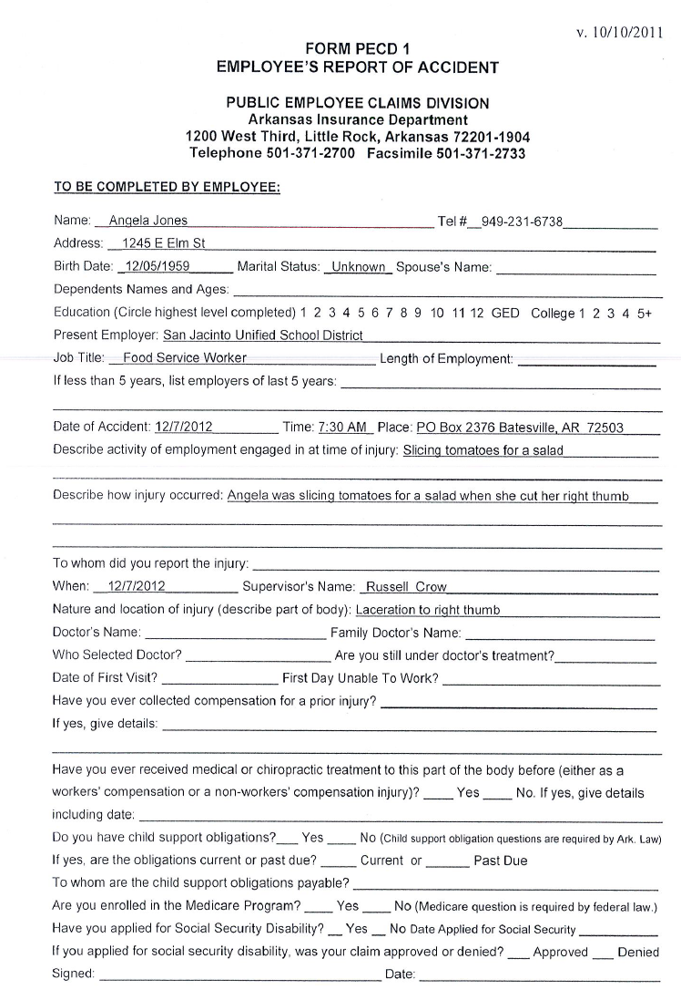 v. 10/10/2011
FORM PECD 1
EMPLOYEE'S REPORT OF ACCIDENT
PUBLIC EMPLOYEE CLAIMS DIVISION
Arkansas Insurance Department
1200 West Third, Little Rock, Arkansas 72201-1904
Telephone 501-371-2700 Facsimile 501-371-2733
TO BE COMPLETED BY EMPLOYEE:
Name: Angela Jones Tel # 949-231-6738
Address: 1245 E Elm St
Birth Date: 12/05/1959 Marital Status: Unknown Spouse's Name:
Dependents Names and Ages:
Education (Circle highest level completed) 1 2 3 4 5 6 7 8 9 10 11 12 GED College 1 2 3 4 5+
Present Employer: San Jacinto Unified School District
Job Title: Food Service Worker Length of Employment:
If less than 5 years, list employers of last 5 years:
Date of Accident: 12/7/2012 Time: 7:30 AM Place: PO Box 2376 Batesville, AR 72503
Describe activity of employment engaged in at time of injury: Slicing tomatoes for a salad
Describe how injury occurred: Angela was slicing tomatoes for a salad when she cut her right thumb
To whom did you report the injury:
When: 12/7/2012 Supervisor's Name: Russell Crow
Nature and location of injury (describe part of body): Laceration to right thumb
Doctor's Name: Family Doctor's Name:
Who Selected Doctor? Are you still under doctor's treatment?
Date of First Visit? First Day Unable To Work?
Have you ever collected compensation for a prior injury?
If yes, give details:
Have you ever received medical or chiropractic treatment to this part of the body before (either as a
workers' compensation or a non-workers' compensation injury)? ____ Yes ____ No. If yes, give details
including date:
Do you have child support obligations?___ Yes ____ No (Child support obligation questions are required by Ark. Law)
If yes, are the obligations current or past due? _____ Current or ______ Past Due
To whom are the child support obligations payable?
Are you enrolled in the Medicare Program? ____ Yes ____ No (Medicare question is required by federal law.)
Have you applied for Social Security Disability? __ Yes __ No Date Applied for Social Security
If you applied for social security disability, was your claim approved or denied? ___ Approved ___ Denied
Signed: Date: